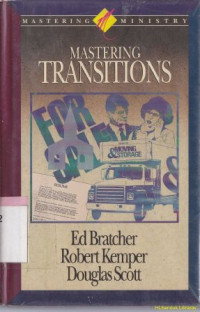 MASTERING MINISTRY
MASTERING
TRANSITIONS
FOR
MOVING
& STORAGE
&
Ed Bratcher
Robert Kemper
Douglas Scott